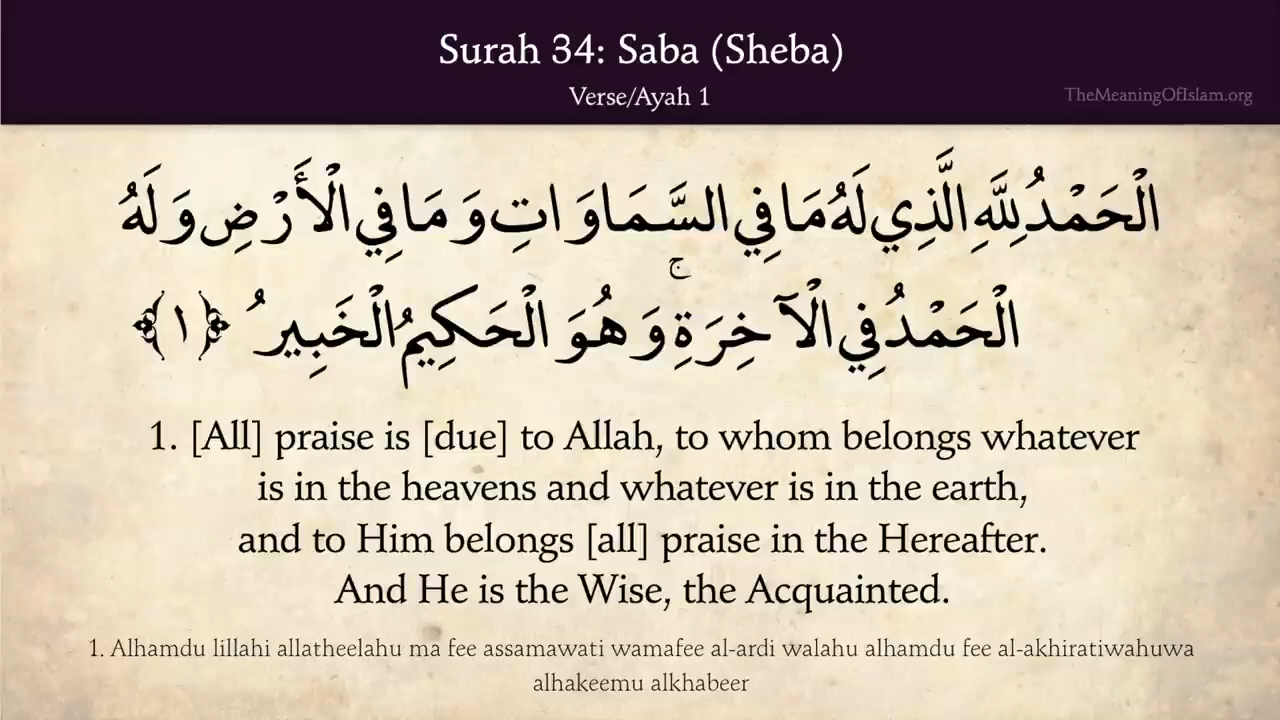 Surah 34: Saba (Sheba)
Verse/Ayah 1
TheMeaningOfIslam.org
الْحَمْدُ لِلَّهِ الَّذِي لَهُ مَا فِي السَّمَاوَاتِ وَمَا فِي الْأَرْضِ وَلَهُ
الْحَمْدُ فِي الْآخِرَةِ ۚ وَهُوَ الْحَكِيمُ الْخَبِيرُ ﴿١﴾
1. [All] praise is [due] to Allah, to whom belongs whatever
is in the heavens and whatever is in the earth,
and to Him belongs [all] praise in the Hereafter.
And He is the Wise, the Acquainted.
1. Alhamdu lillahi allatheelahu ma fee assamawati wamafee al-ardi walahu alhamdu fee al-akhiratiwahuwa
alhakeemu alkhabeer